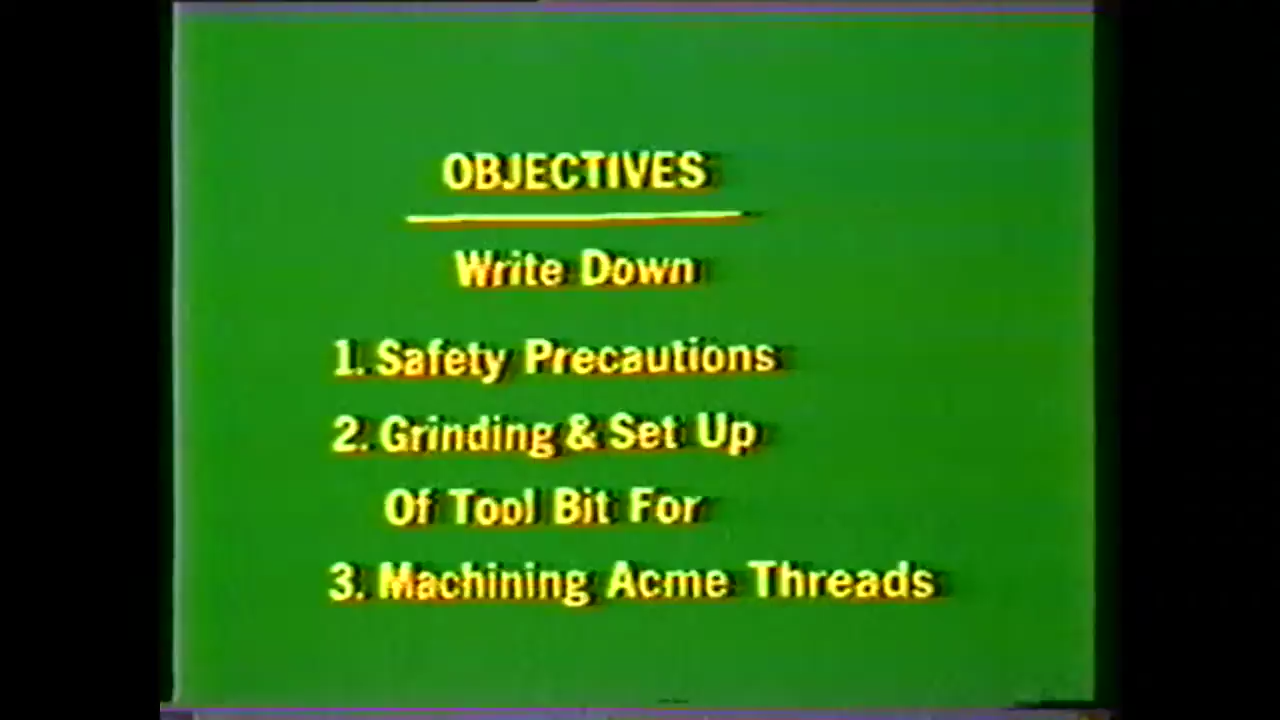 OBJECTIVES
Write Down
1. Safety Precautions
2. Grinding & Set Up
Of Tool Bit For
3. Machining Acme Threads